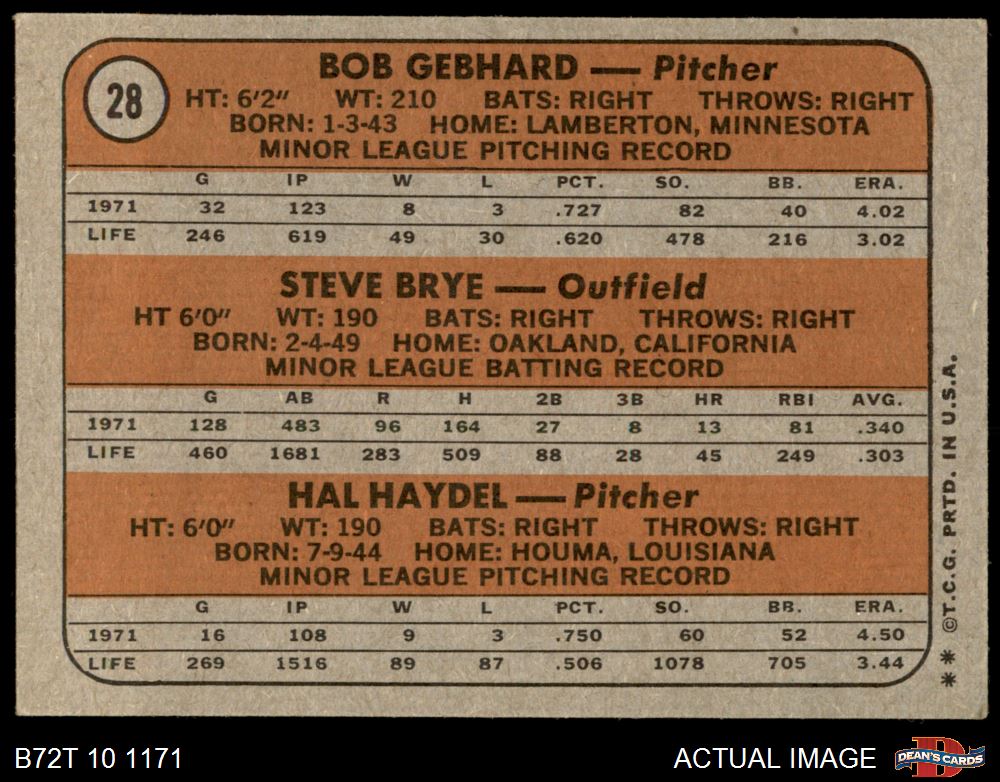 28
BOB GEBHARD — Pitcher
HT: 6'2" WT: 210 BATS: RIGHT THROWS: RIGHT
BORN: 1-3-43 HOME: LAMBERTON, MINNESOTA
MINOR LEAGUE PITCHING RECORD
G IP W L PCT. SO. BB. ERA.
1971 32 123 8 3 .727 82 40 4.02
LIFE 246 619 49 30 .620 478 216 3.02
STEVE BRYE — Outfield
HT 6'0" WT: 190 BATS: RIGHT THROWS: RIGHT
BORN: 2-4-49 HOME: OAKLAND, CALIFORNIA
MINOR LEAGUE BATTING RECORD
G AB R H 2B 3B HR RBI AVG.
1971 128 483 96 164 27 8 13 81 .340
LIFE 460 1681 283 509 88 28 45 249 .303
HAL HAYDEL — Pitcher
HT: 6'0" WT: 190 BATS: RIGHT THROWS: RIGHT
BORN: 7-9-44 HOME: HOUMA, LOUISIANA
MINOR LEAGUE PITCHING RECORD
G IP W L PCT. SO. BB. ERA.
1971 16 108 9 3 .750 60 52 4.50
LIFE 269 1516 89 87 .506 1078 705 3.44
** ©T.C.G. PRTD. IN U.S.A.
B72T 10 1171
ACTUAL IMAGE
D
DEAN'S CARDS